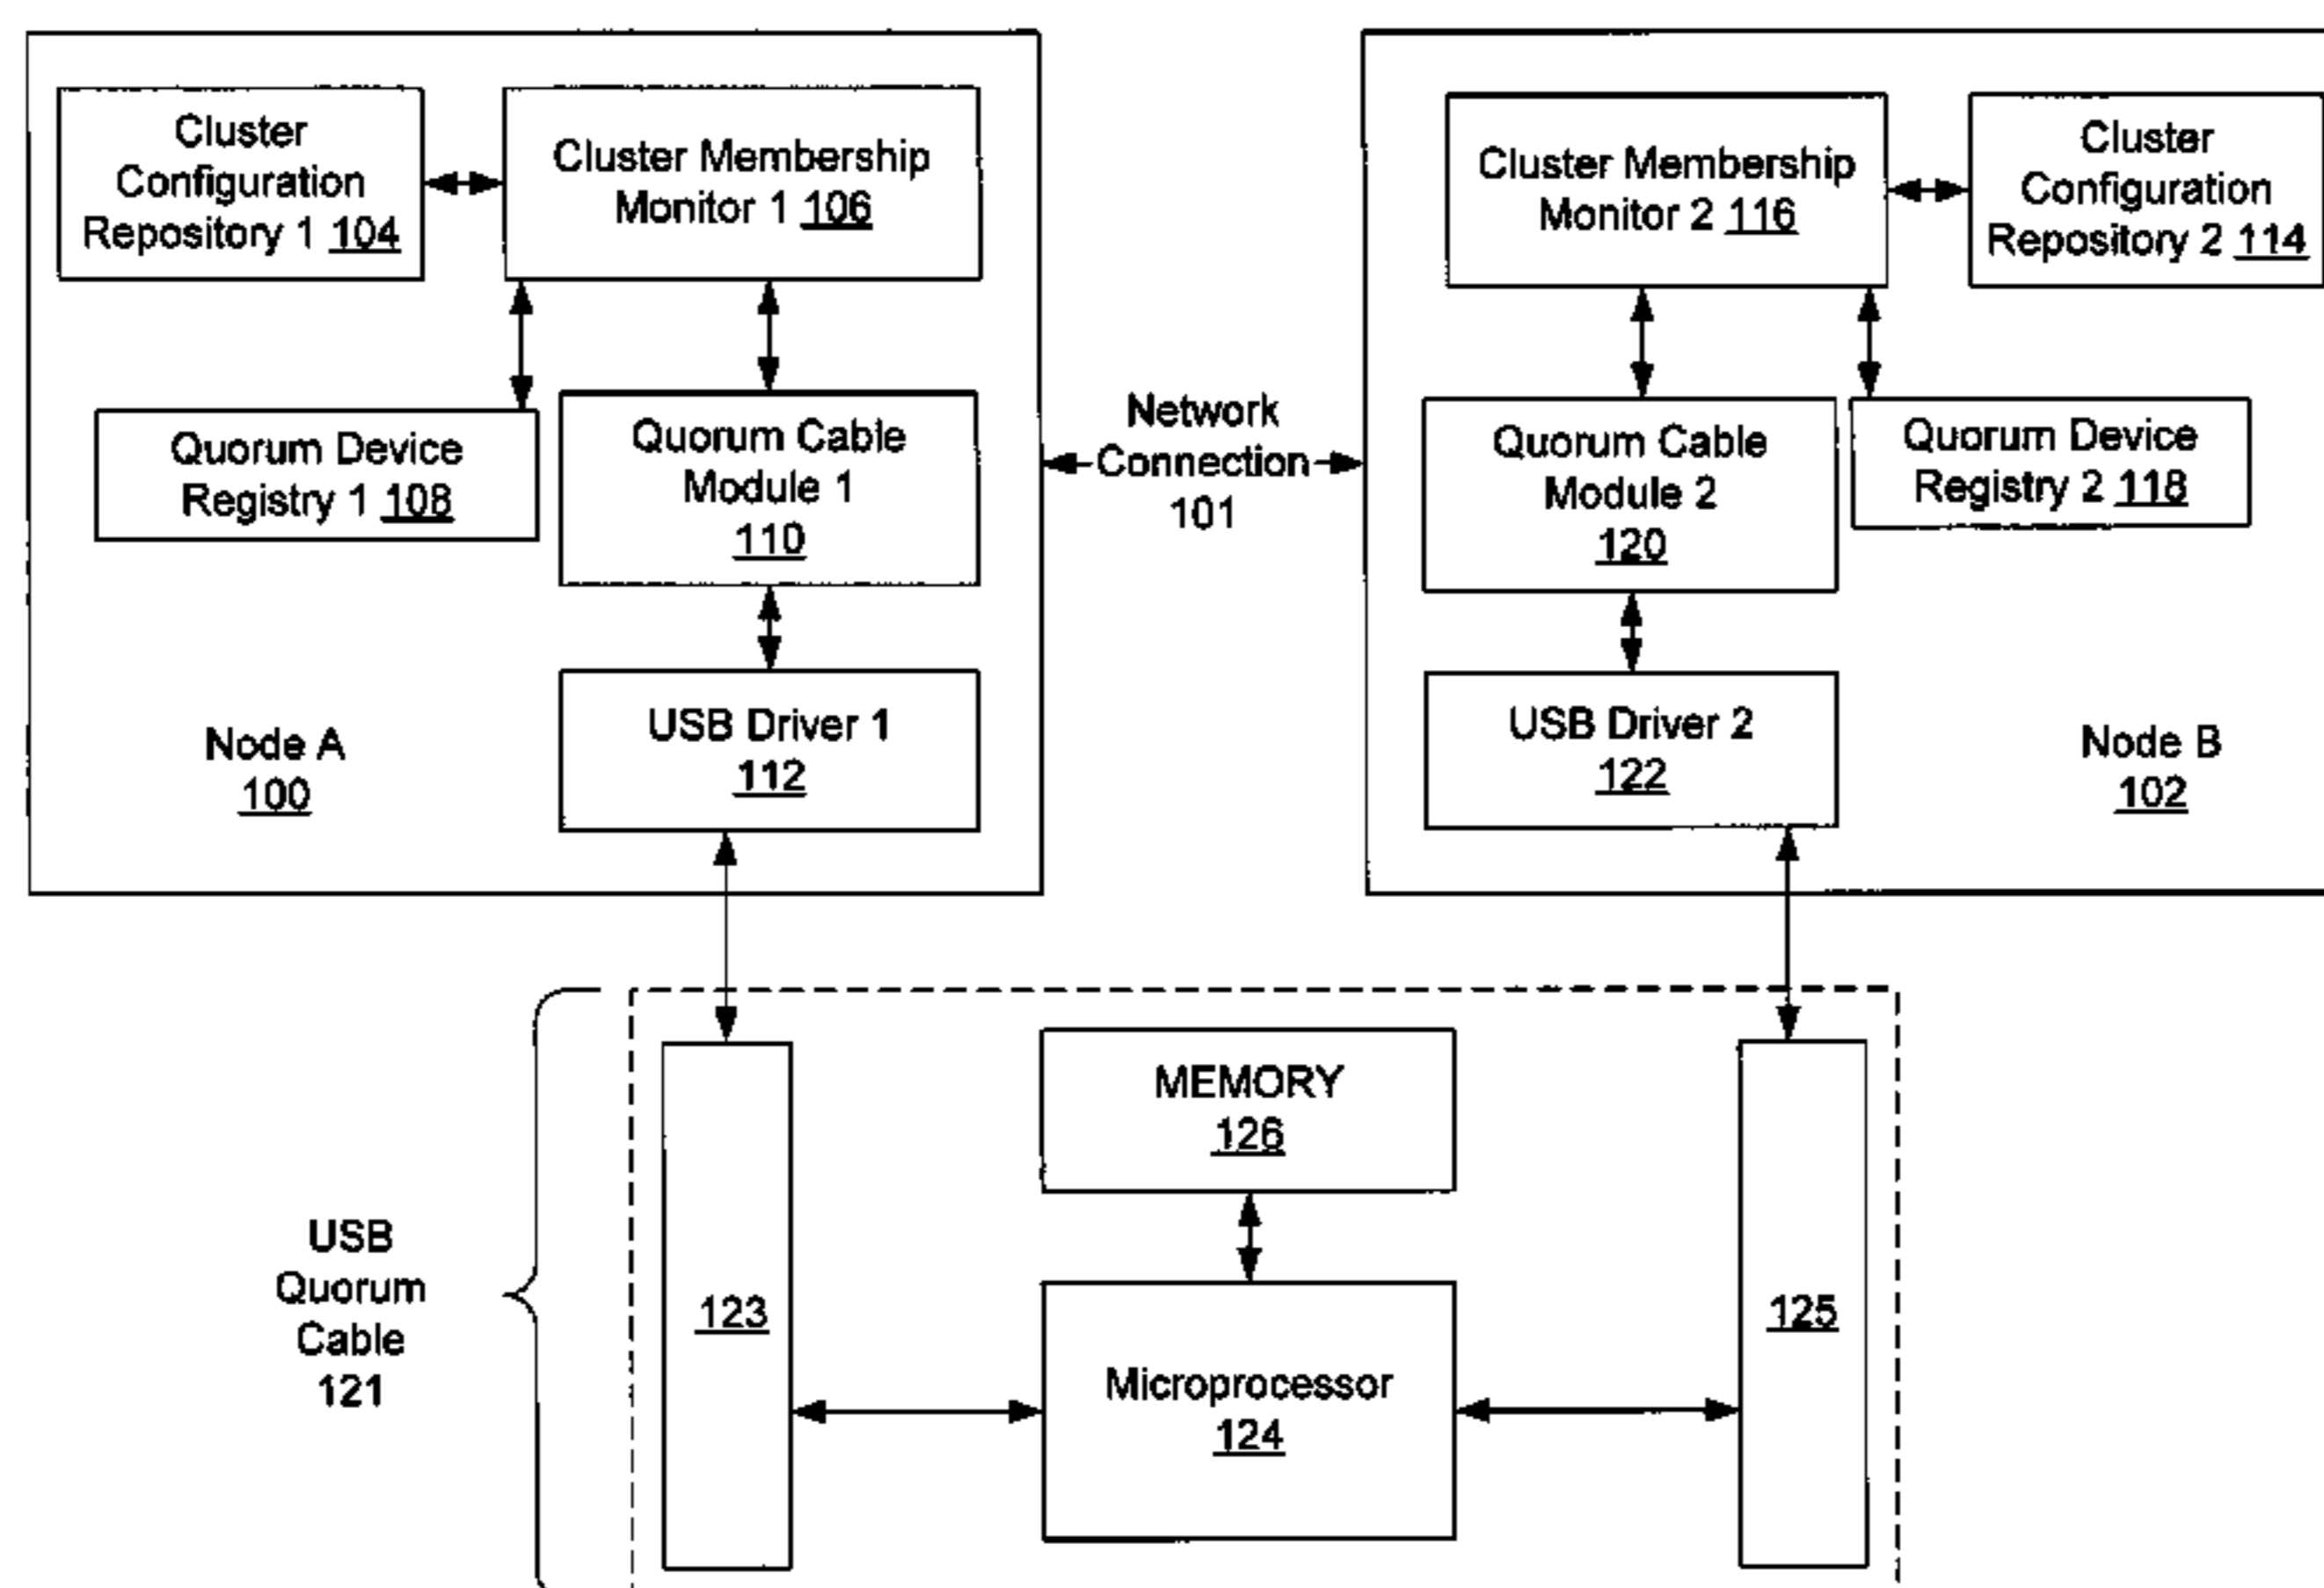 Cluster
Configuration
Repository 1 104
Cluster Membership
Monitor 1 106
Quorum Device
Registry 1 108
Quorum Cable
Module 1
110
USB Driver 1
112
Node A
100
Network
Connection
101
Cluster Membership
Monitor 2 116
Cluster
Configuration
Repository 2 114
Quorum Cable
Module 2
120
Quorum Device
Registry 2 118
USB Driver 2
122
Node B
102
USB
Quorum
Cable
121
123
MEMORY
126
Microprocessor
124
125